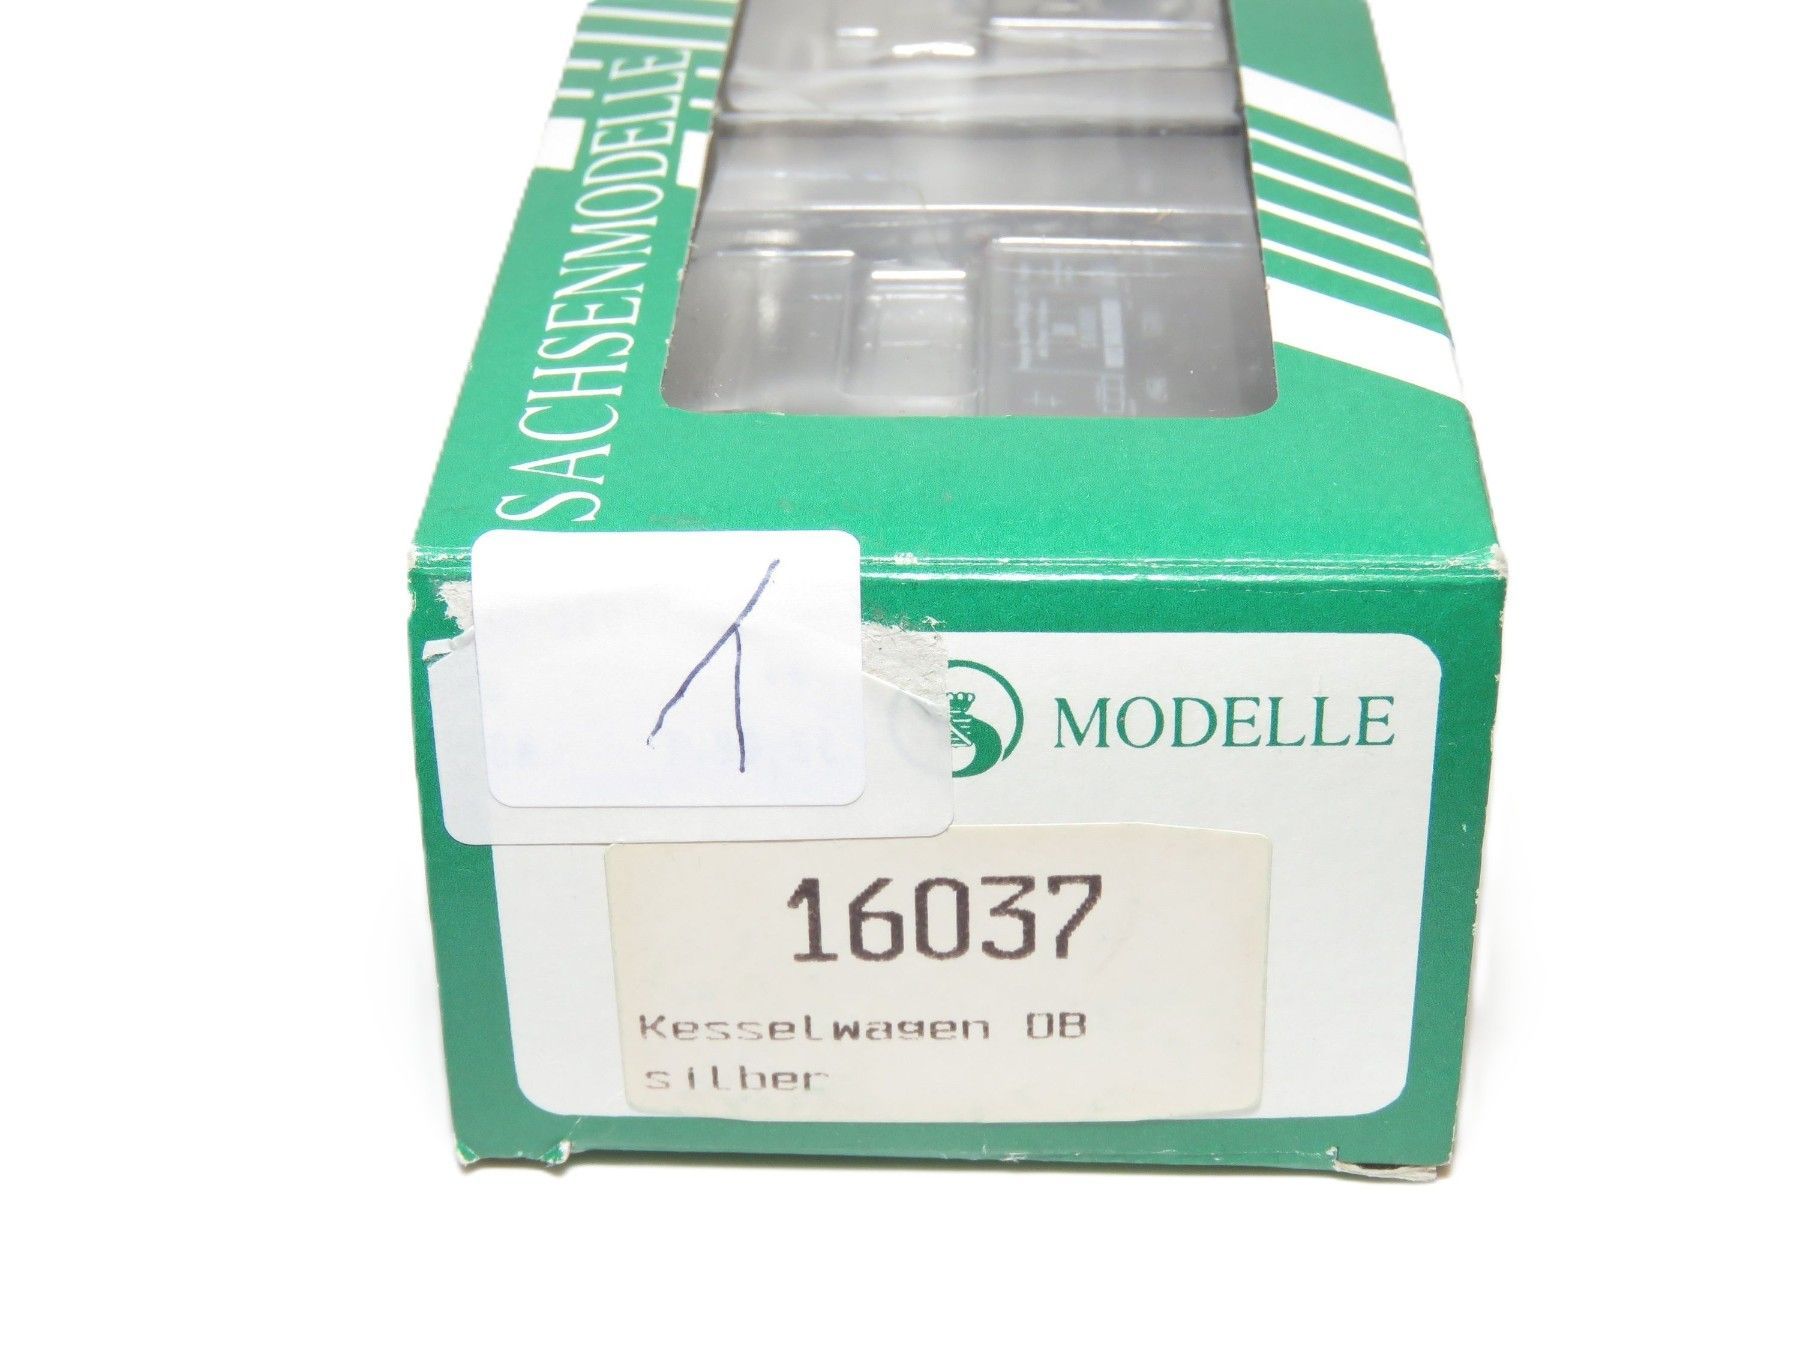 SACHSENMODELLE
1
S MODELLE
16037
Kesselwagen DB
silber